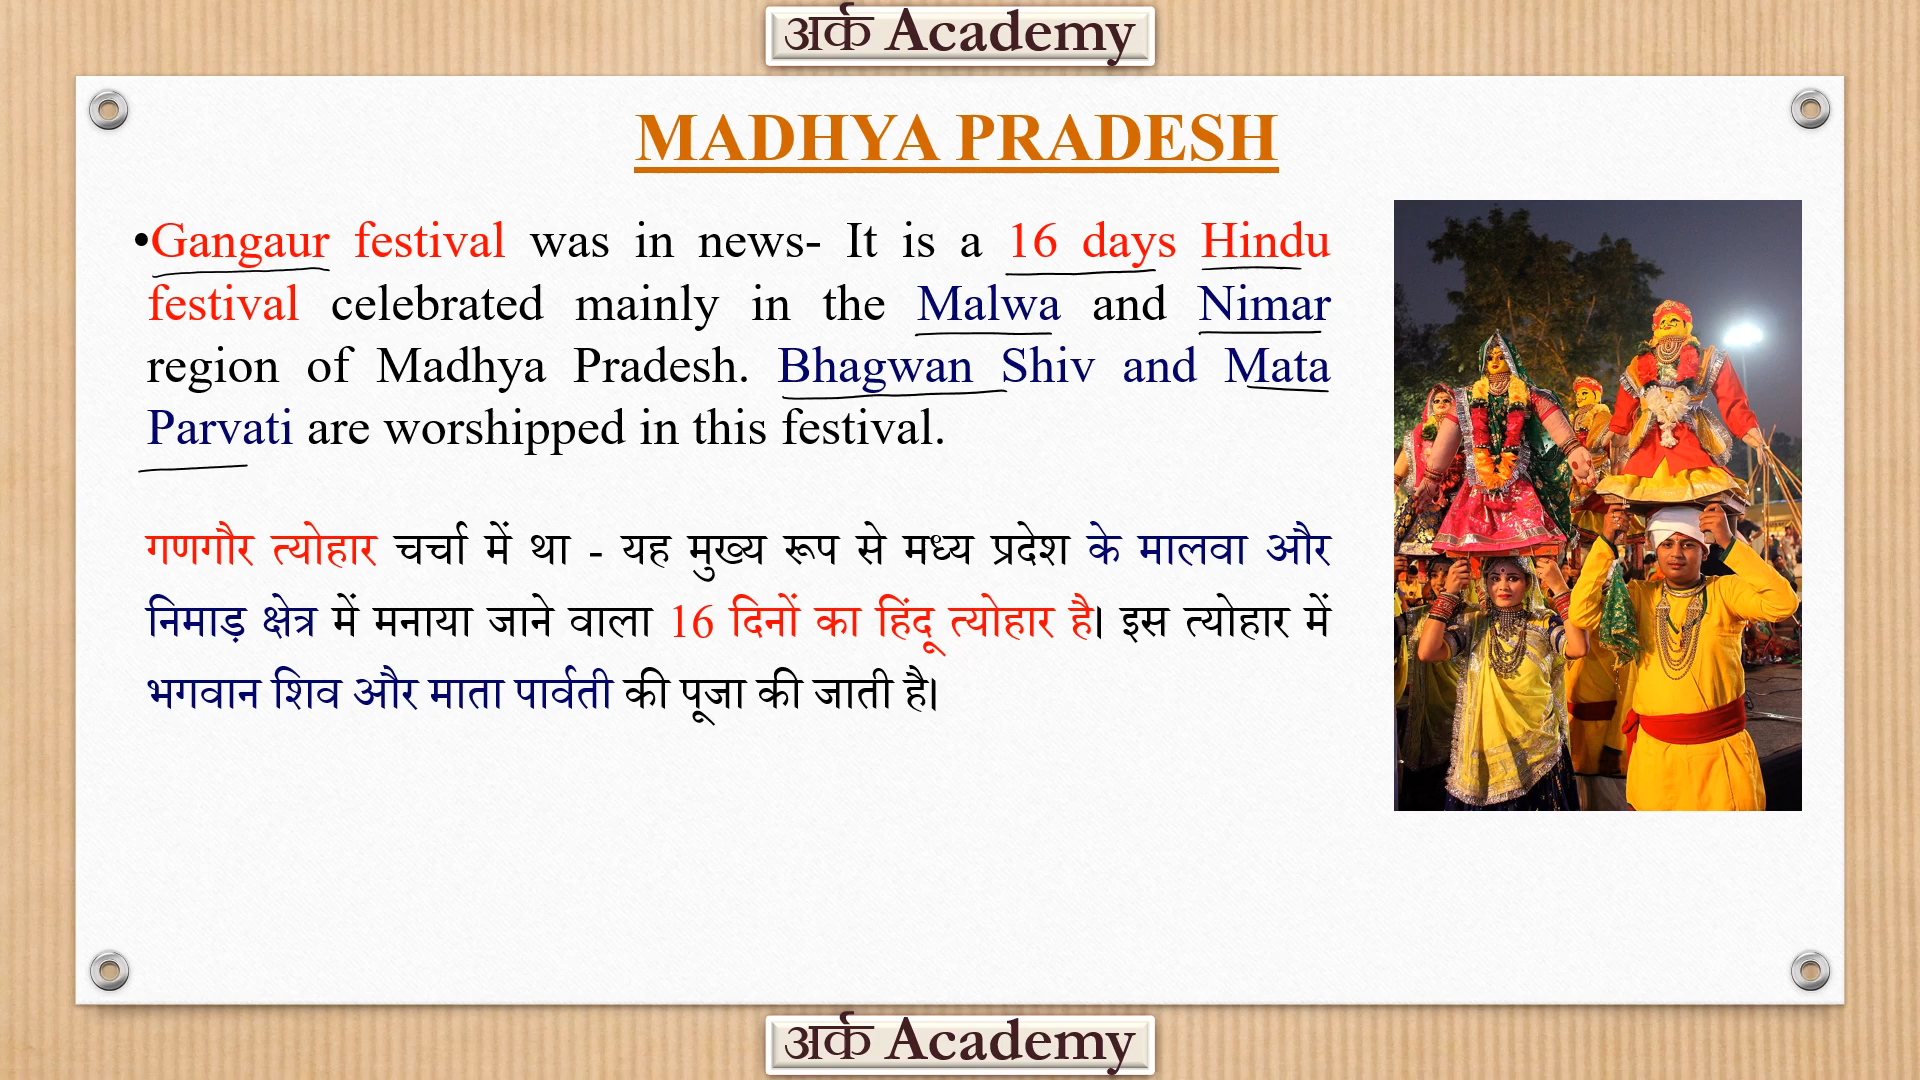 अर्क Academy
MADHYA PRADESH
•Gangaur festival was in news- It is a 16 days Hindu
festival celebrated mainly in the Malwa and Nimar
region of Madhya Pradesh. Bhagwan Shiv and Mata
Parvati are worshipped in this festival.
गणगौर त्योहार चर्चा में था - यह मुख्य रूप से मध्य प्रदेश के मालवा और
निमाड़ क्षेत्र में मनाया जाने वाला 16 दिनों का हिंदू त्योहार है। इस त्योहार में
भगवान शिव और माता पार्वती की पूजा की जाती है।
अर्क Academy